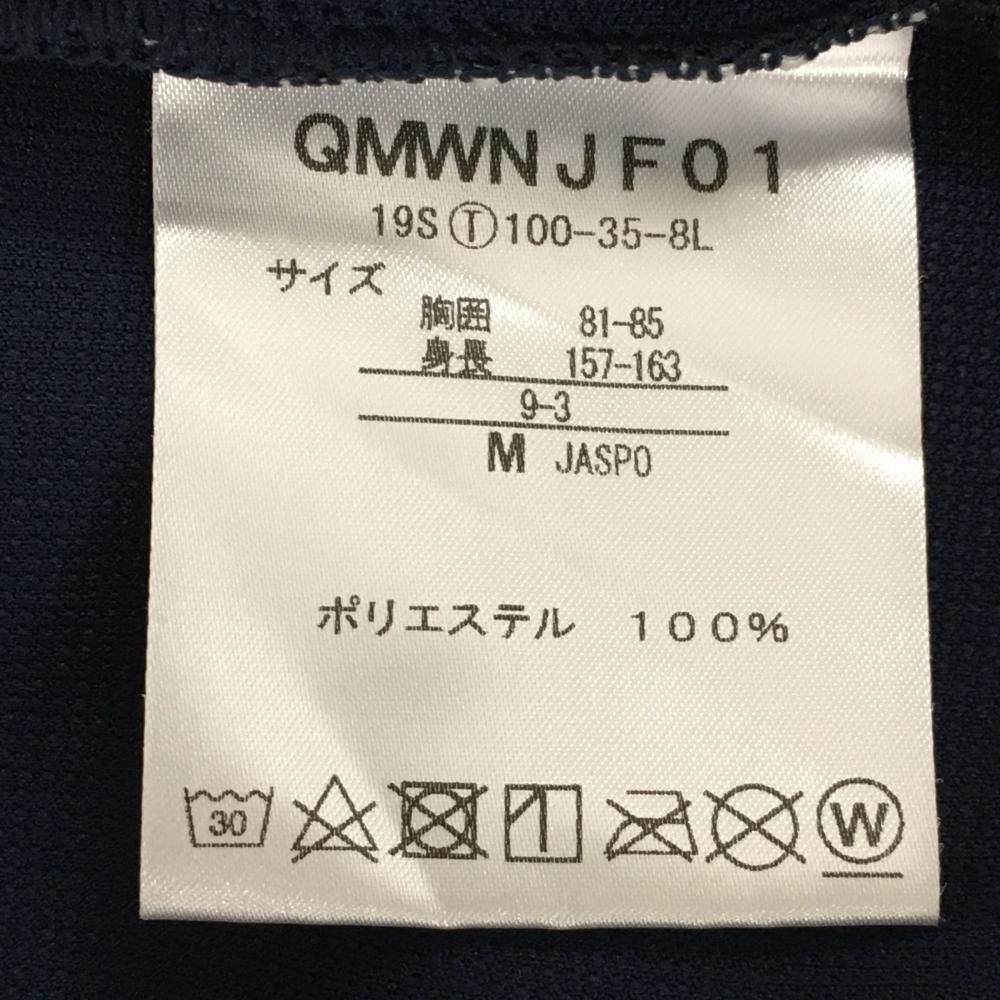 QMWNJF01
19S Ⓣ 100-35-8L
サイズ
胸囲 81-85
身長 157-163
9-3
M JASPO
ポリエステル 100%
30 W